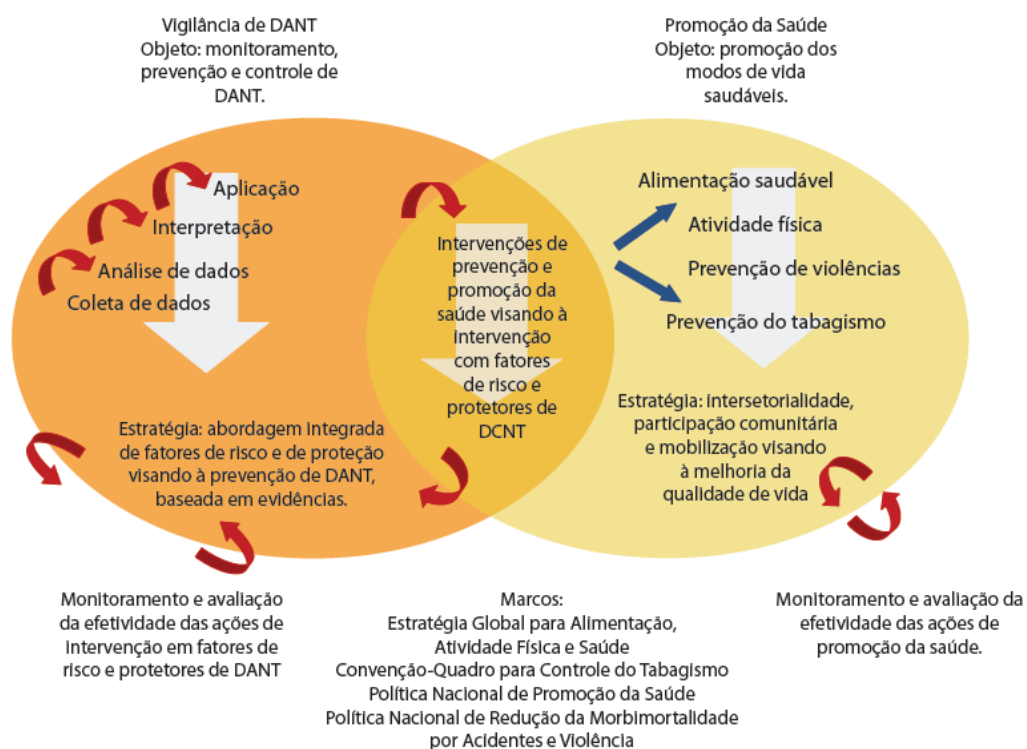 Vigilância de DANT
Objeto: monitoramento,
prevenção e controle de
DANT.
Promoção da Saúde
Objeto: promoção dos
modos de vida
saudáveis.
Aplicação
Interpretação
Análise de dados
Coleta de dados
Estratégia: abordagem integrada
de fatores de risco e de proteção
visando à prevenção de DANT,
baseada em evidências.
Intervenções de
prevenção e
promoção da
saúde visando à
intervenção
com fatores
de risco e
protetores de
DCNT
Alimentação saudável
Atividade física
Prevenção de violências
Prevenção do tabagismo
Estratégia: intersetorialidade,
participação comunitária
e mobilização visando
à melhoria da
qualidade de vida
Monitoramento e avaliação
da efetividade das ações de
intervenção em fatores de
risco e protetores de DANT
Marcos:
Estratégia Global para Alimentação,
Atividade Física e Saúde
Convenção-Quadro para Controle do Tabagismo
Política Nacional de Promoção da Saúde
Política Nacional de Redução da Morbimortalidade
por Acidentes e Violência
Monitoramento e avaliação da
efetividade das ações de
promoção da saúde.